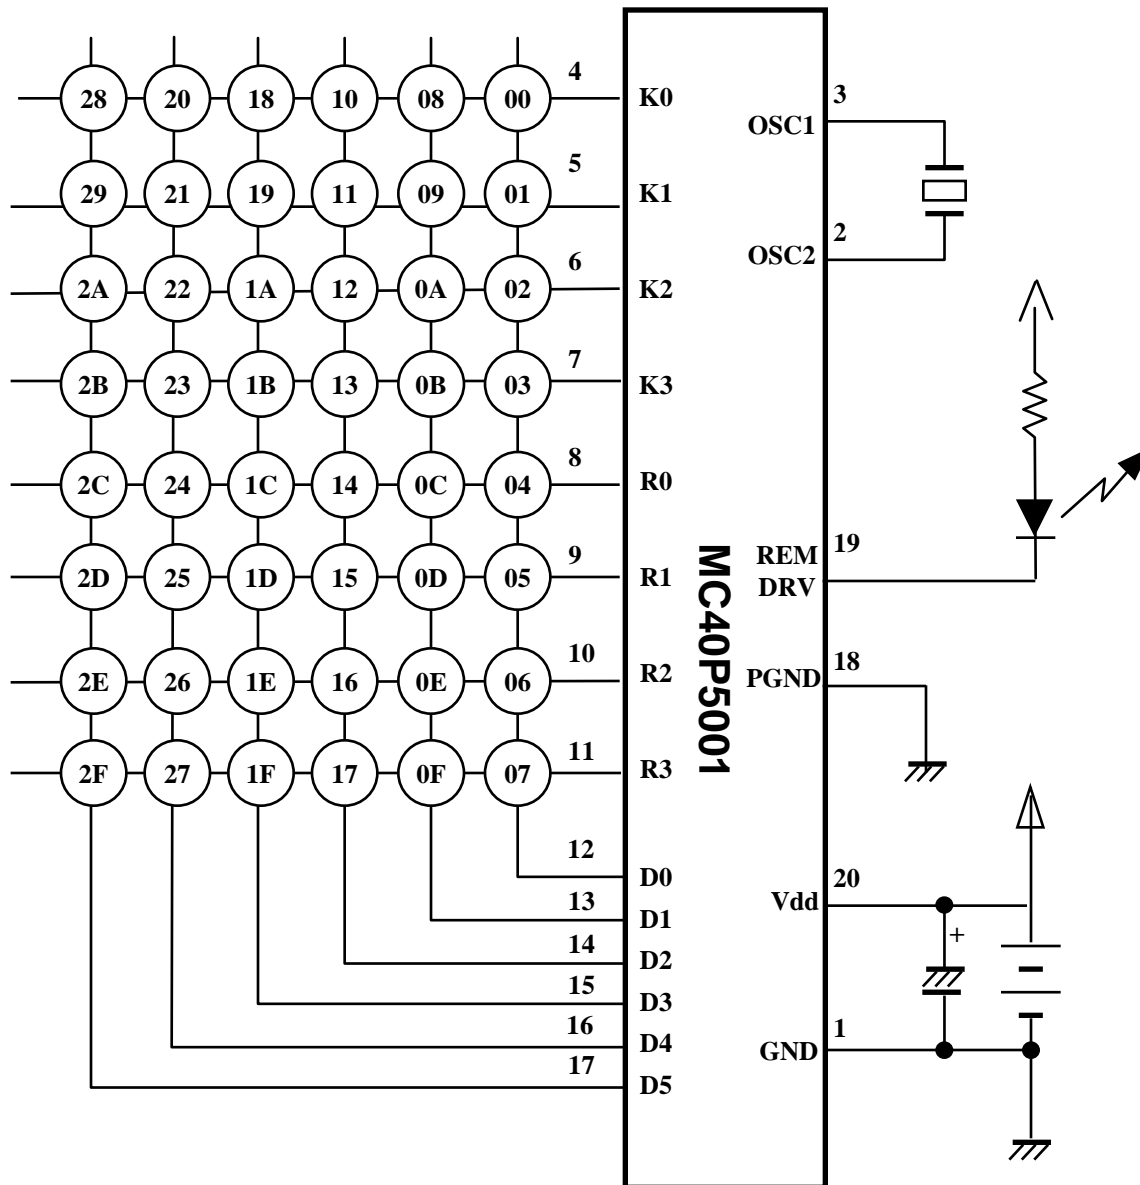 28 20 18 10 08 00 4 K0
29 21 19 11 09 01 5 K1
2A 22 1A 12 0A 02 6 K2
2B 23 1B 13 0B 03 7 K3
2C 24 1C 14 0C 04 8 R0
2D 25 1D 15 0D 05 9 R1
2E 26 1E 16 0E 06 10 R2
2F 27 1F 17 0F 07 11 R3
12 D0
13 D1
14 D2
15 D3
16 D4
17 D5
MC40P5001
OSC1 3
OSC2 2
REM 19
DRV
PGND 18
Vdd 20
+
GND 1